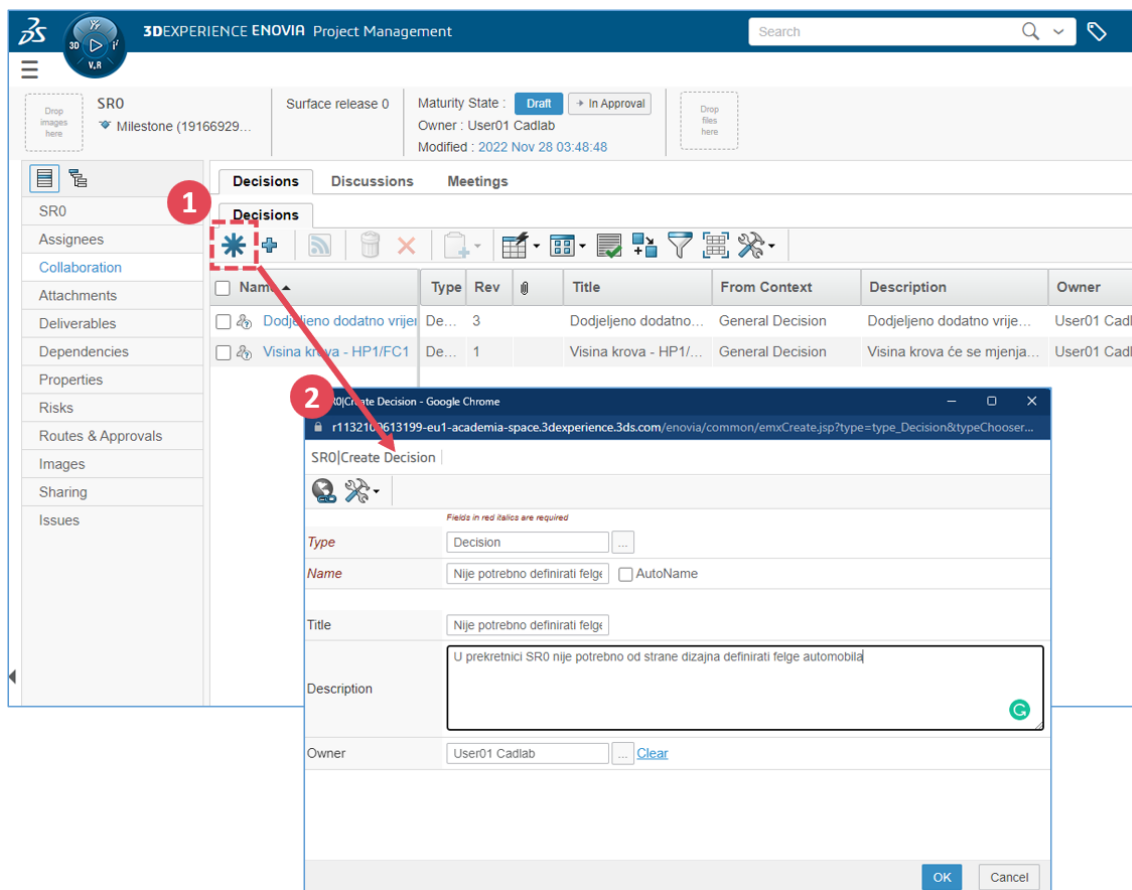 3DEXPERIENCE ENOVIA Project Management
Search
3D
V.R
Drop images here
SR0
Milestone (19166929...
Surface release 0
Maturity State : Draft In Approval
Owner : User01 Cadlab
Modified : 2022 Nov 28 03:48:48
Drop files here
SR0
Assignees
Collaboration
Attachments
Deliverables
Dependencies
Properties
Risks
Routes & Approvals
Images
Sharing
Issues
Decisions Discussions Meetings
1
Decisions
Name Type Rev Title From Context Description Owner
Dodjeljeno dodatno vrijer De... 3 Dodjeljeno dodatno... General Decision Dodjeljeno dodatno vrije... User01 Cadl
Visina krova - HP1/FC1 De... 1 Visina krova - HP1/... General Decision Visina krova će se mjenja... User01 Cadl
2
R0|Create Decision - Google Chrome
r1132100613199-eu1-academia-space.3dexperience.3ds.com/enovia/common/emxCreate.jsp?type=type_Decision&typeChooser...
SR0|Create Decision
Fields in red italics are required
Type Decision ...
Name Nije potrebno definirati felge AutoName
Title Nije potrebno definirati felge
Description U prekretnici SR0 nije potrebno od strane dizajna definirati felge automobila
Owner User01 Cadlab ... Clear
OK Cancel